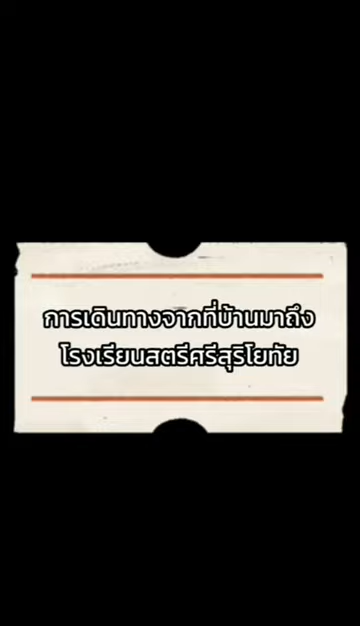 การเดินทางจากที่บ้านมาถึง
โรงเรียนสตรีศรีสุริโยทัย